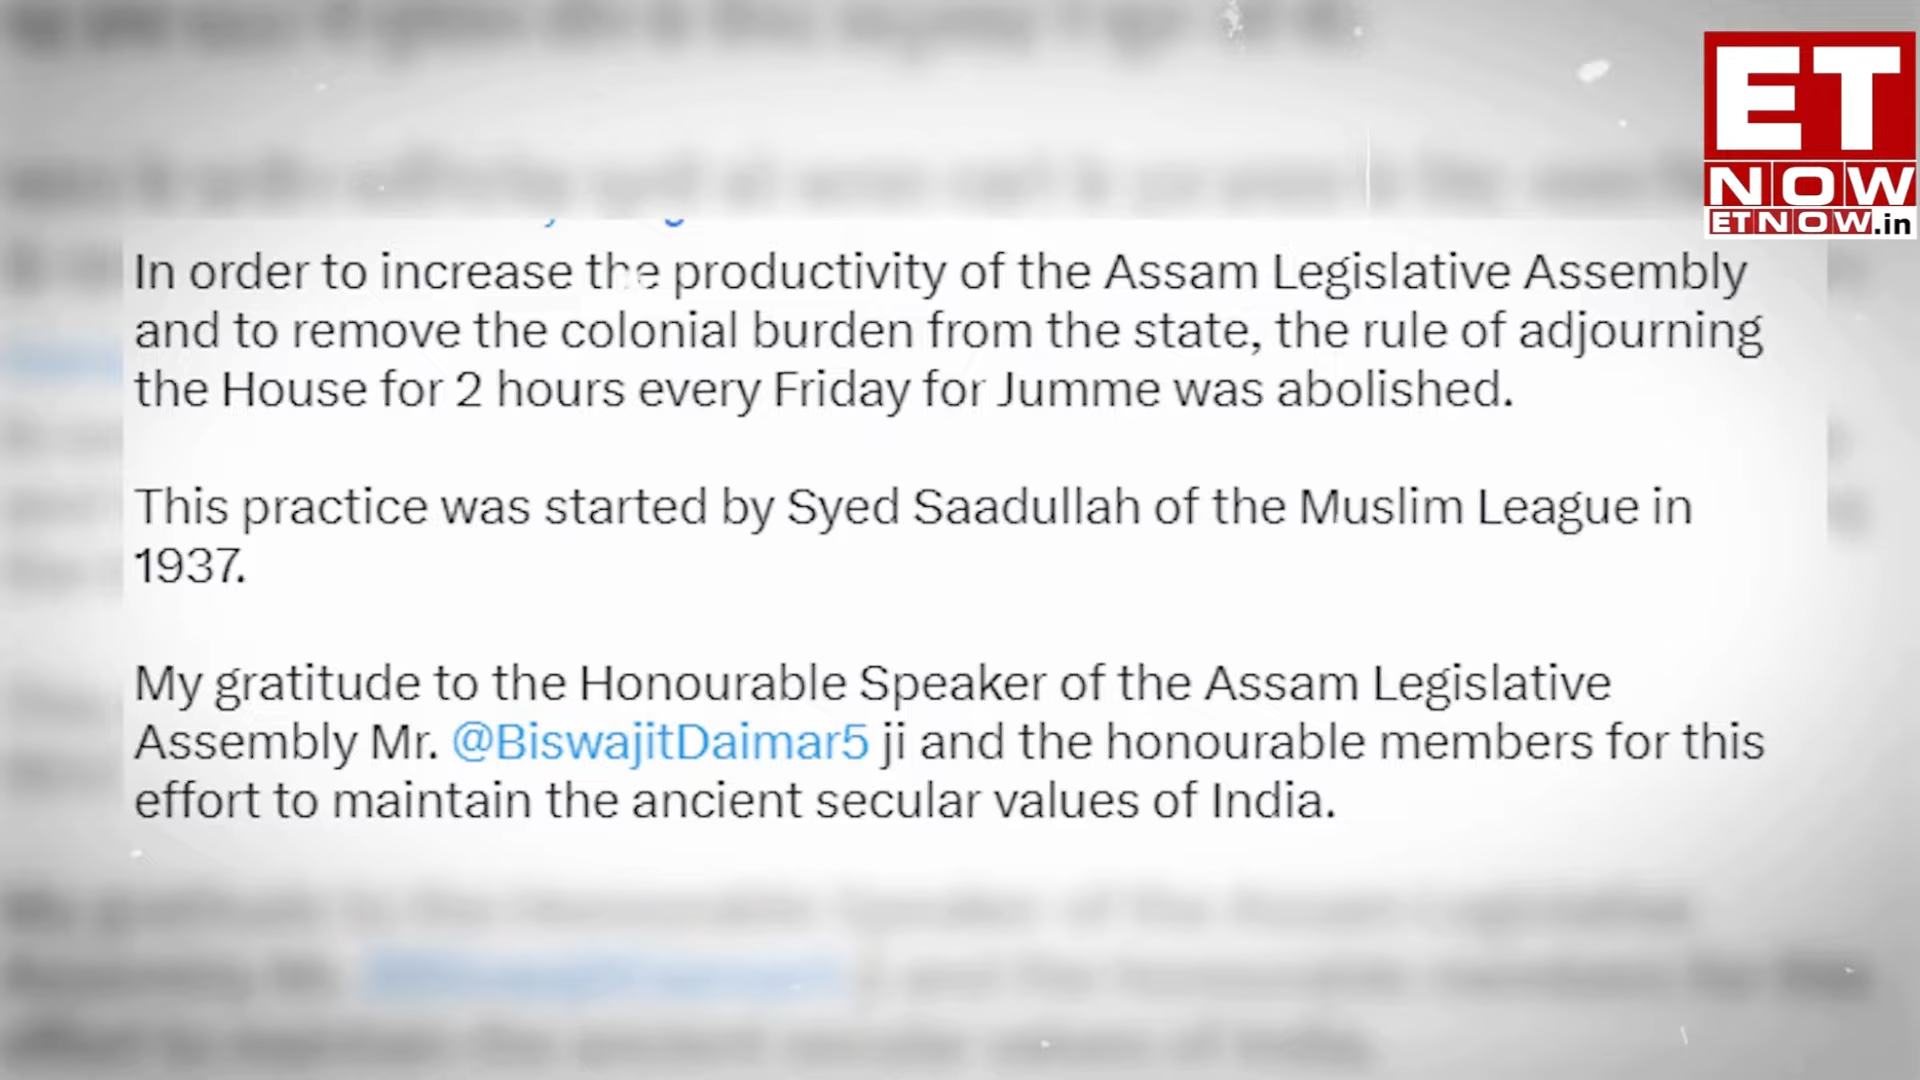 ET
NOW
ETNOW.in
In order to increase the productivity of the Assam Legislative Assembly
and to remove the colonial burden from the state, the rule of adjourning
the House for 2 hours every Friday for Jumme was abolished.
This practice was started by Syed Saadullah of the Muslim League in
1937.
My gratitude to the Honourable Speaker of the Assam Legislative
Assembly Mr. @BiswajitDaimar5 ji and the honourable members for this
effort to maintain the ancient secular values of India.